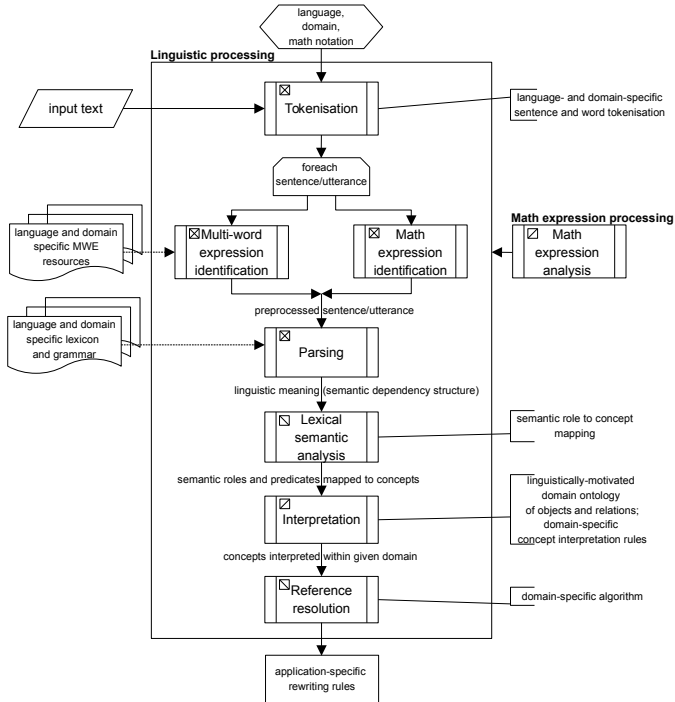 language,
domain,
math notation
Linguistic processing
input text
Tokenisation
language- and domain-specific
sentence and word tokenisation
foreach
sentence/utterance
language and domain
specific MWE
resources
Multi-word
expression
identification
Math
expression
identification
Math expression processing
Math
expression
analysis
preprocessed sentence/utterance
language and domain
specific lexicon
and grammar
Parsing
linguistic meaning (semantic dependency structure)
Lexical
semantic
analysis
semantic role to concept
mapping
semantic roles and predicates mapped to concepts
Interpretation
linguistically-motivated
domain ontology
of objects and relations;
domain-specific
concept interpretation rules
concepts interpreted within given domain
Reference
resolution
domain-specific algorithm
application-specific
rewriting rules